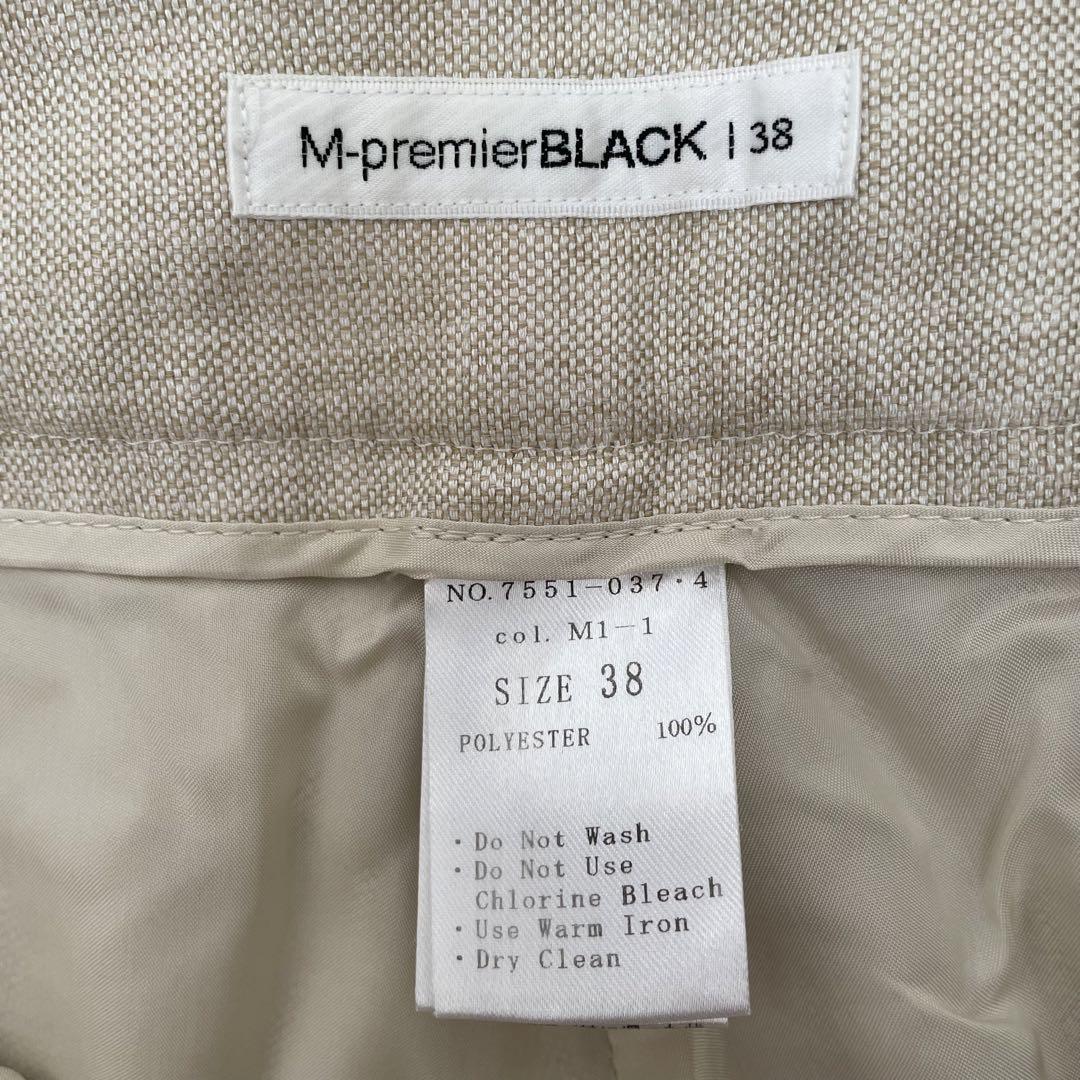 M-premierBLACK | 38
NO. 7551-037・4
col. M1-1
SIZE 38
POLYESTER 100%
・Do Not Wash
・Do Not Use
Chlorine Bleach
・Use Warm Iron
・Dry Clean